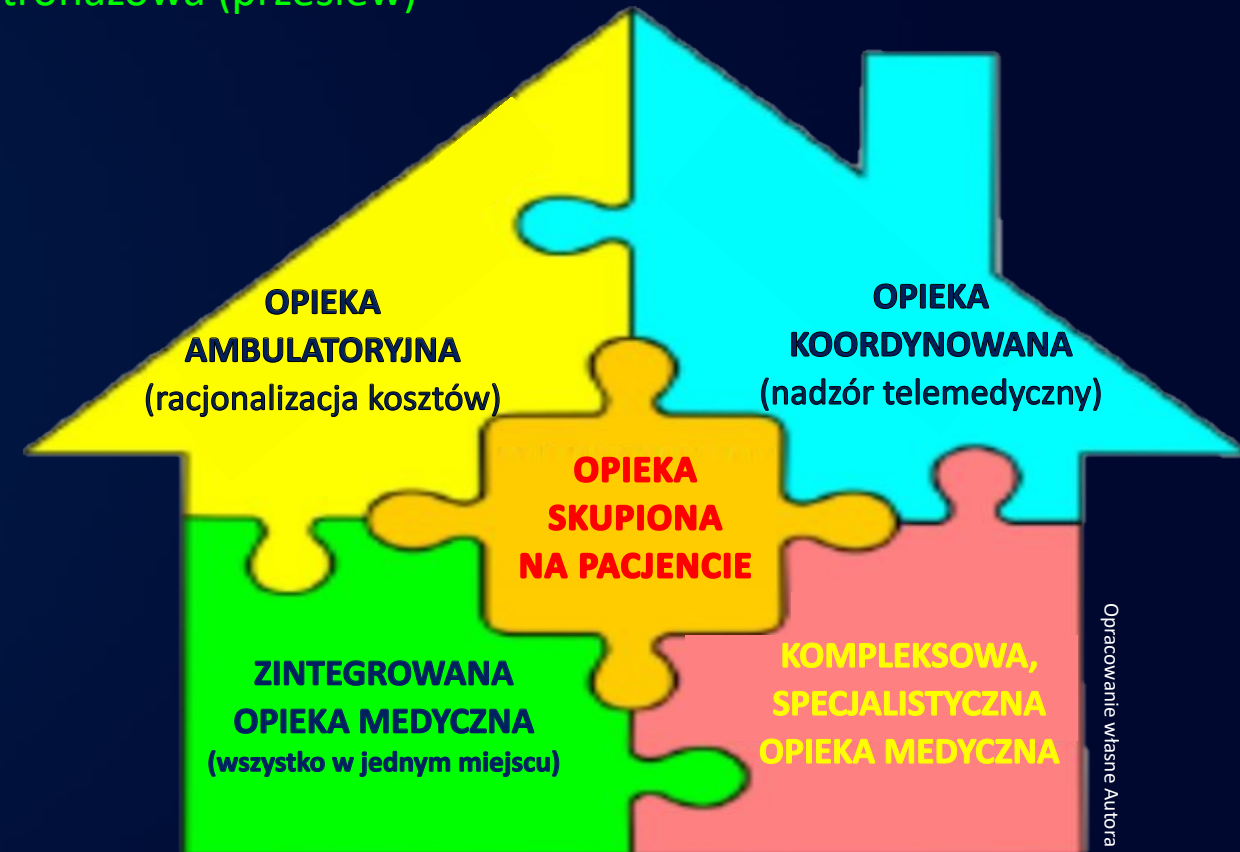 (przesiew)
OPIEKA
AMBULATORYJNA
(racjonalizacja kosztów)
OPIEKA
KOORDYNOWANA
(nadzór telemedyczny)
OPIEKA
SKUPIONA
NA PACJENCIE
ZINTEGROWANA
OPIEKA MEDYCZNA
(wszystko w jednym miejscu)
KOMPLEKSOWA,
SPECJALISTYCZNA
OPIEKA MEDYCZNA
Opracowanie własne Autora